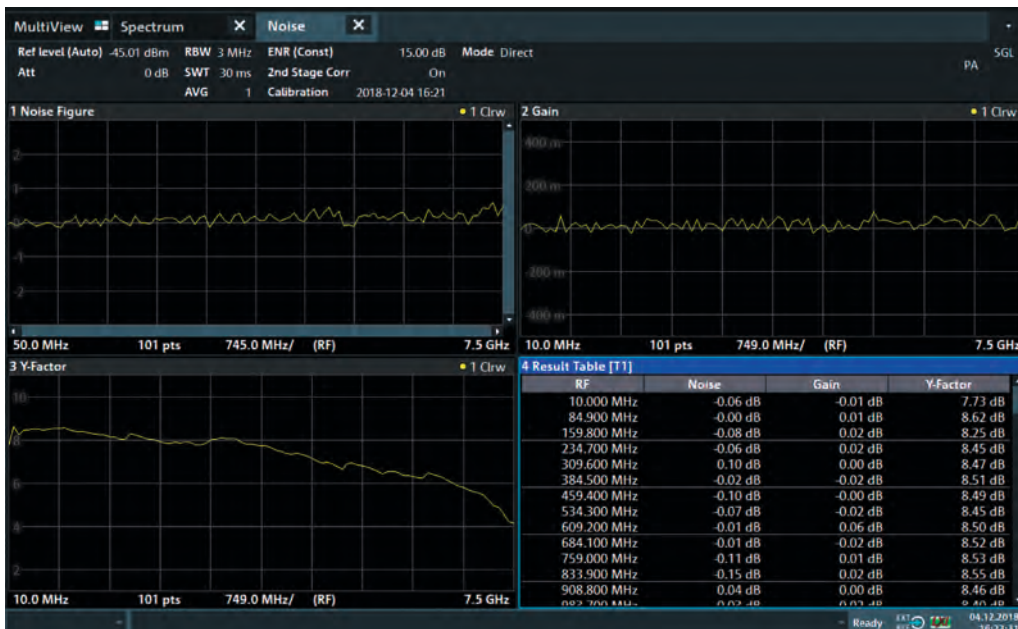 MultiView Spectrum × Noise ×
Ref level (Auto) -45.01 dBm RBW 3 MHz ENR (Const) 15.00 dB Mode Direct SGL
Att 0 dB SWT 30 ms 2nd Stage Corr On PA
AVG 1 Calibration 2018-12-04 16:21
1 Noise Figure 1 Clrw
2
1
0
-1
-2
50.0 MHz 101 pts 745.0 MHz/ (RF) 7.5 GHz
2 Gain 1 Clrw
400 m
200 m
0
-200 m
-400 m
10.0 MHz 101 pts 749.0 MHz/ (RF) 7.5 GHz
3 Y-Factor 1 Clrw
10
8
6
4
2
10.0 MHz 101 pts 749.0 MHz/ (RF) 7.5 GHz
4 Result Table [T1]
RF Noise Gain Y-Factor
10.000 MHz -0.06 dB -0.01 dB 7.73 dB
84.900 MHz -0.00 dB 0.01 dB 8.62 dB
159.800 MHz -0.08 dB 0.02 dB 8.25 dB
234.700 MHz -0.06 dB 0.02 dB 8.45 dB
309.600 MHz 0.10 dB 0.00 dB 8.47 dB
384.500 MHz -0.02 dB -0.02 dB 8.51 dB
459.400 MHz -0.10 dB -0.00 dB 8.49 dB
534.300 MHz -0.07 dB -0.02 dB 8.45 dB
609.200 MHz -0.01 dB 0.06 dB 8.50 dB
684.100 MHz -0.01 dB -0.02 dB 8.52 dB
759.000 MHz -0.11 dB 0.01 dB 8.53 dB
833.900 MHz -0.15 dB 0.02 dB 8.55 dB
908.800 MHz 0.04 dB 0.00 dB 8.46 dB
Ready EXT 04.12.2018